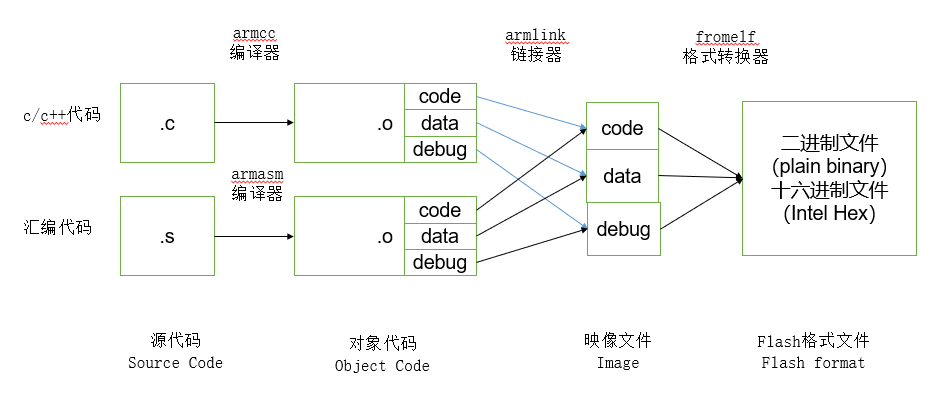 armcc
编译器
armlink
链接器
fromelf
格式转换器
c/c++代码
.c
.o
code
data
debug
armasm
编译器
汇编代码
.s
.o
code
data
debug
code
data
debug
二进制文件
(plain binary)
十六进制文件
(Intel Hex)
源代码
Source Code
对象代码
Object Code
映像文件
Image
Flash格式文件
Flash format